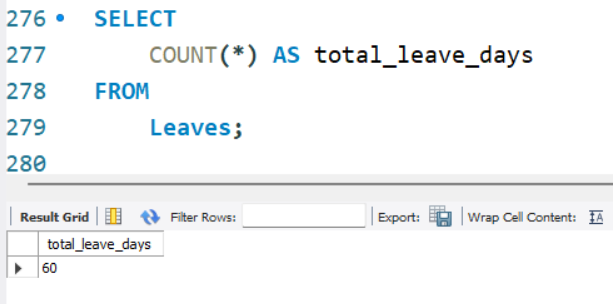 276 SELECT
277 COUNT(*) AS total_leave_days
278 FROM
279 Leaves;
280
Result Grid Filter Rows: Export: Wrap Cell Content:
total_leave_days
60